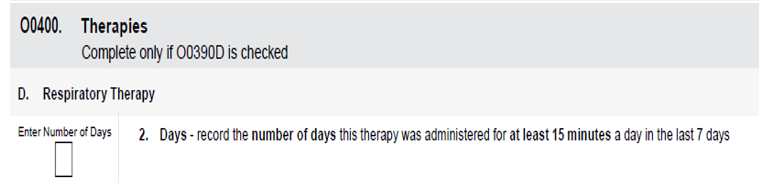 O0400. Therapies
Complete only if O0390D is checked
D. Respiratory Therapy
Enter Number of Days
2. Days - record the number of days this therapy was administered for at least 15 minutes a day in the last 7 days